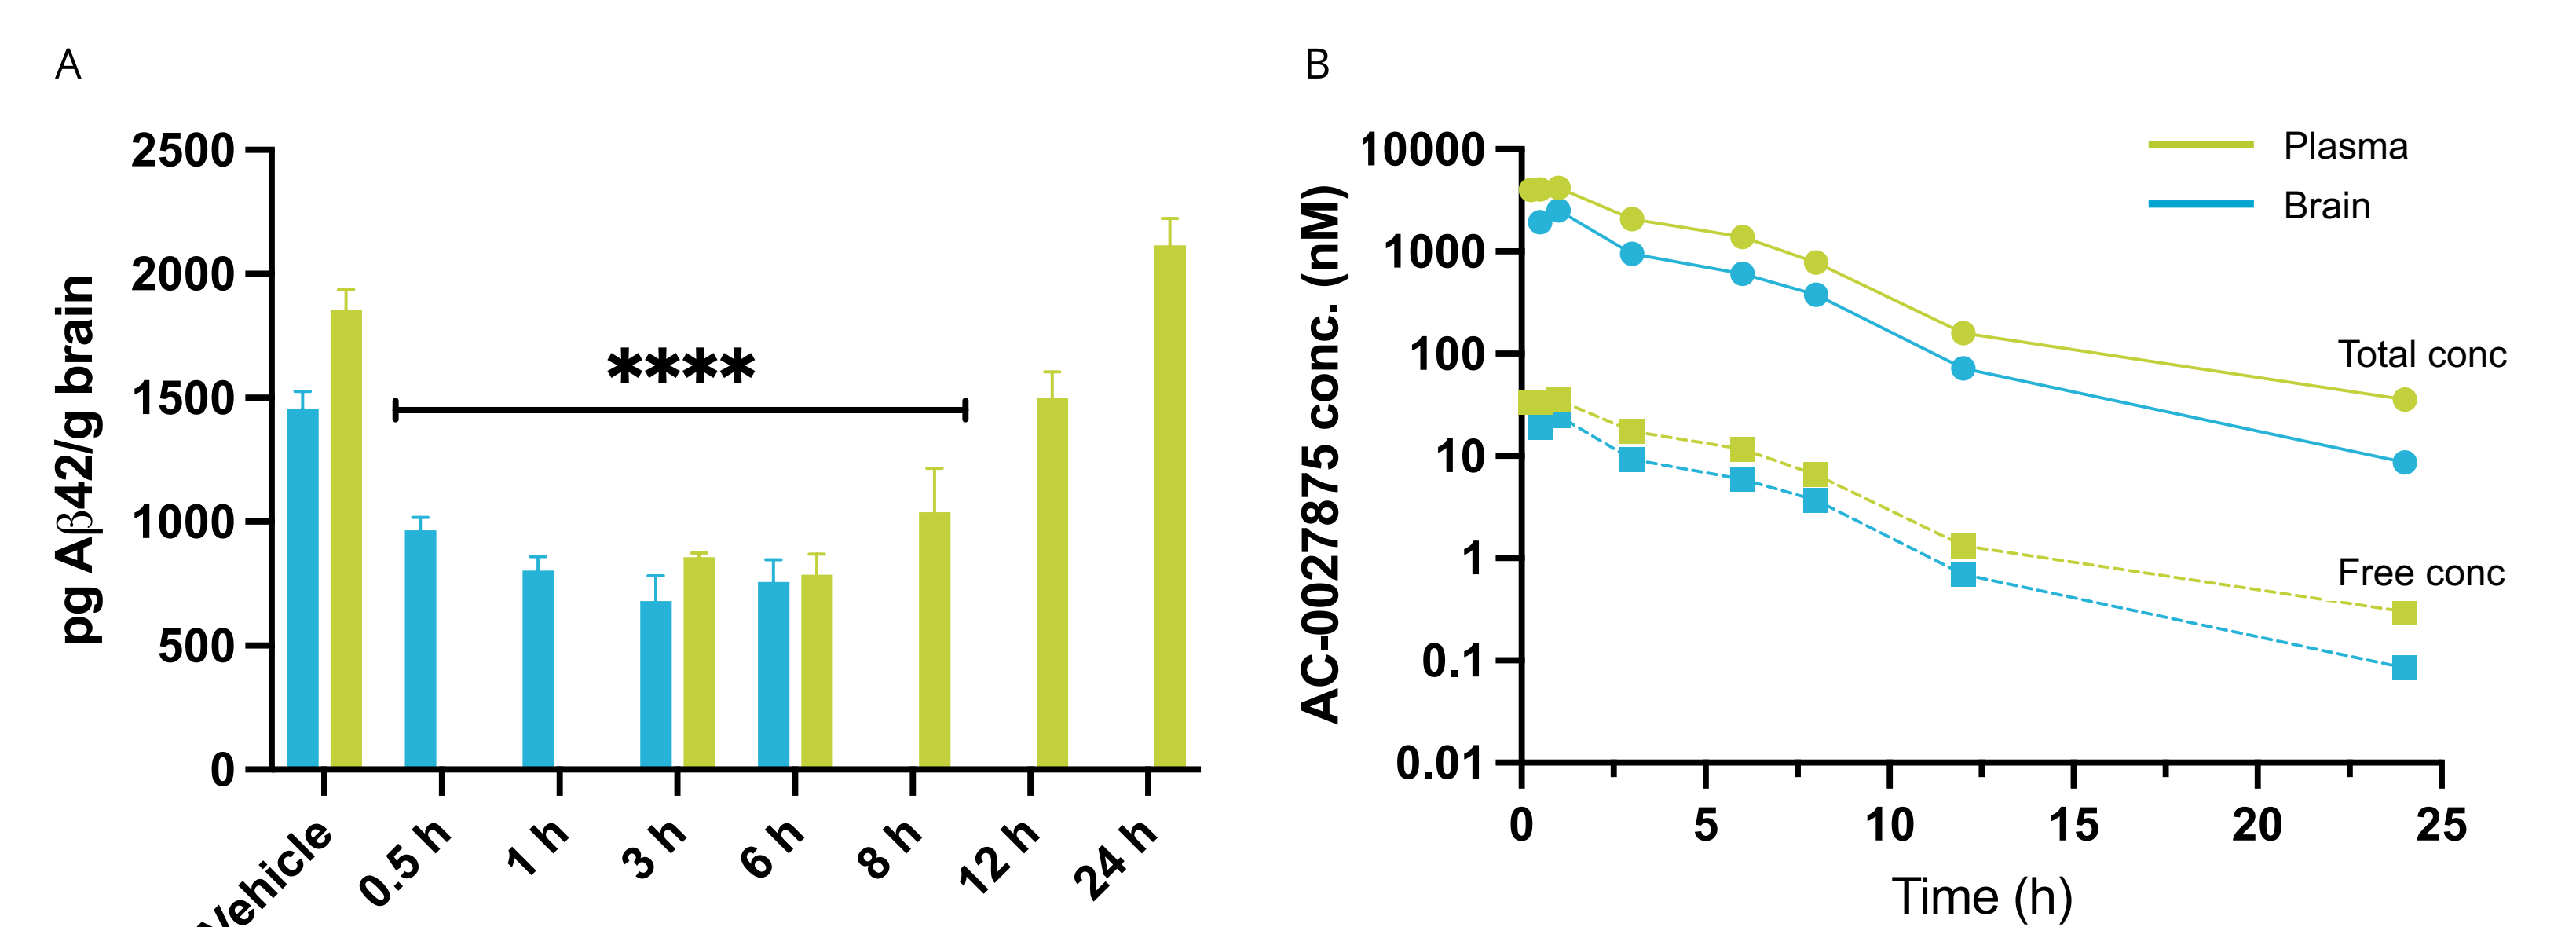 A
2500
2000
1500
1000
500
0
pg Aβ42/g brain
****
Vehicle
0.5 h
1 h
3 h
6 h
8 h
12 h
24 h
B
10000
1000
100
10
1
0.1
0.01
AC-0027875 conc. (nM)
Plasma
Brain
Total conc
Free conc
0
5
10
15
20
25
Time (h)